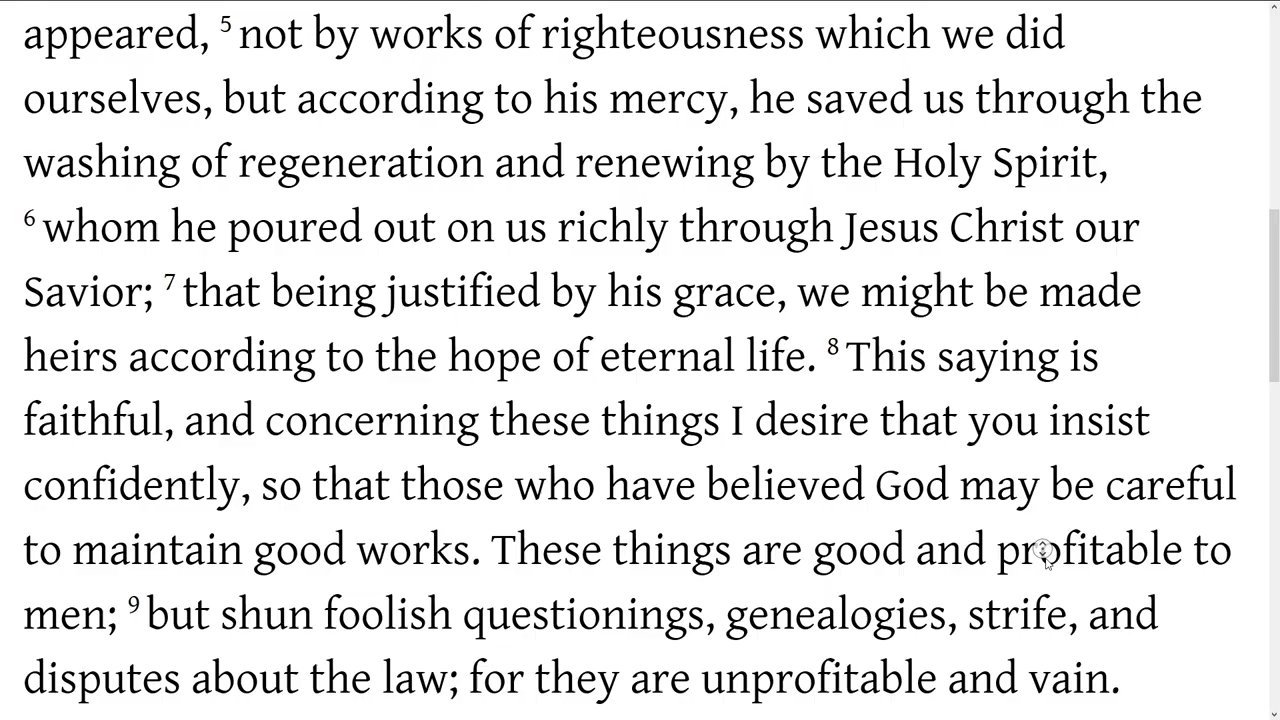 appeared, ⁵ not by works of righteousness which we did
ourselves, but according to his mercy, he saved us through the
washing of regeneration and renewing by the Holy Spirit,
⁶ whom he poured out on us richly through Jesus Christ our
Savior; ⁷ that being justified by his grace, we might be made
heirs according to the hope of eternal life. ⁸ This saying is
faithful, and concerning these things I desire that you insist
confidently, so that those who have believed God may be careful
to maintain good works. These things are good and profitable to
men; ⁹ but shun foolish questionings, genealogies, strife, and
disputes about the law; for they are unprofitable and vain.